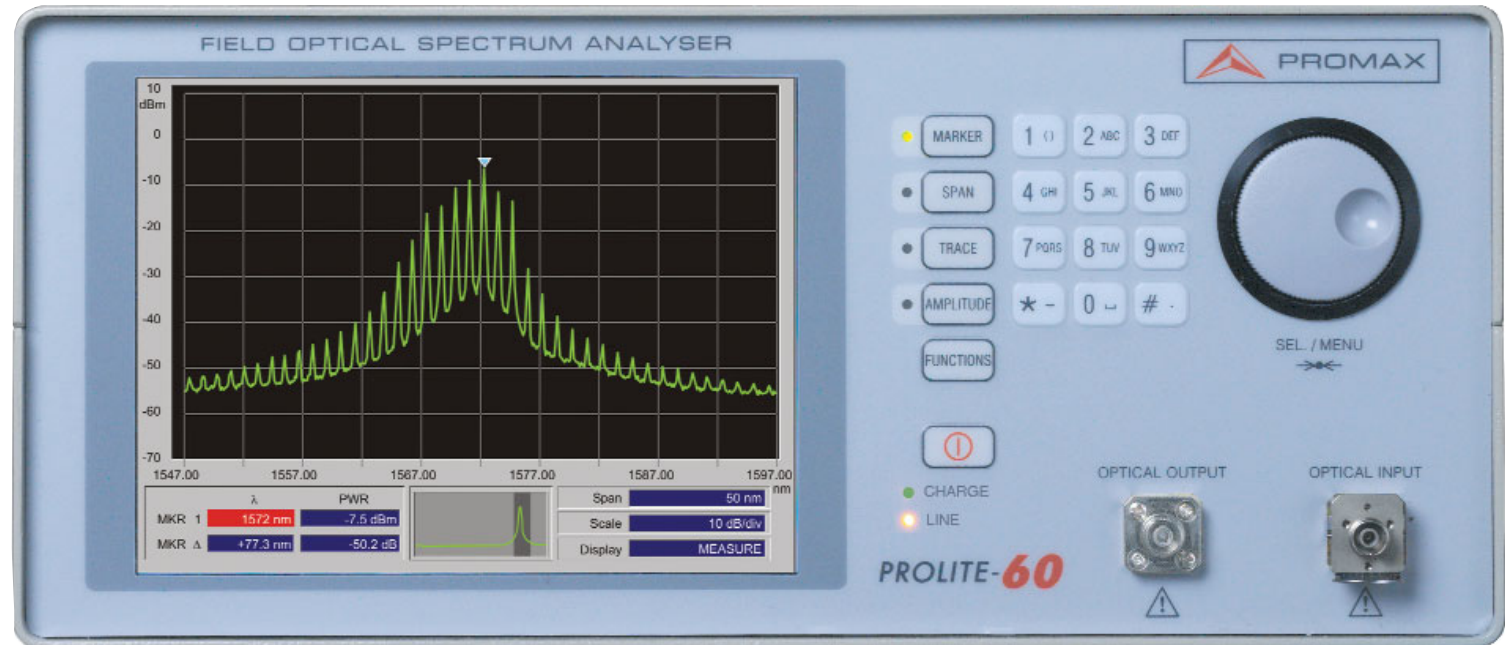 FIELD OPTICAL SPECTRUM ANALYSER
PROMAX
10
dBm
0
-10
-20
-30
-40
-50
-60
-70
1547.00 1557.00 1567.00 1577.00 1587.00 1597.00
nm
λ PWR
MKR 1 1572 nm -7.5 dBm
MKR Δ +77.3 nm -50.2 dB
Span 50 nm
Scale 10 dB/div
Display MEASURE
MARKER
SPAN
TRACE
AMPLITUDE
FUNCTIONS
1 () 2 ABC 3 DEF
4 GHI 5 JKL 6 MNO
7 PQRS 8 TUV 9 WXYZ
* - 0 ⌴ # .
SEL. / MENU
CHARGE
LINE
PROLITE-60
OPTICAL OUTPUT
OPTICAL INPUT